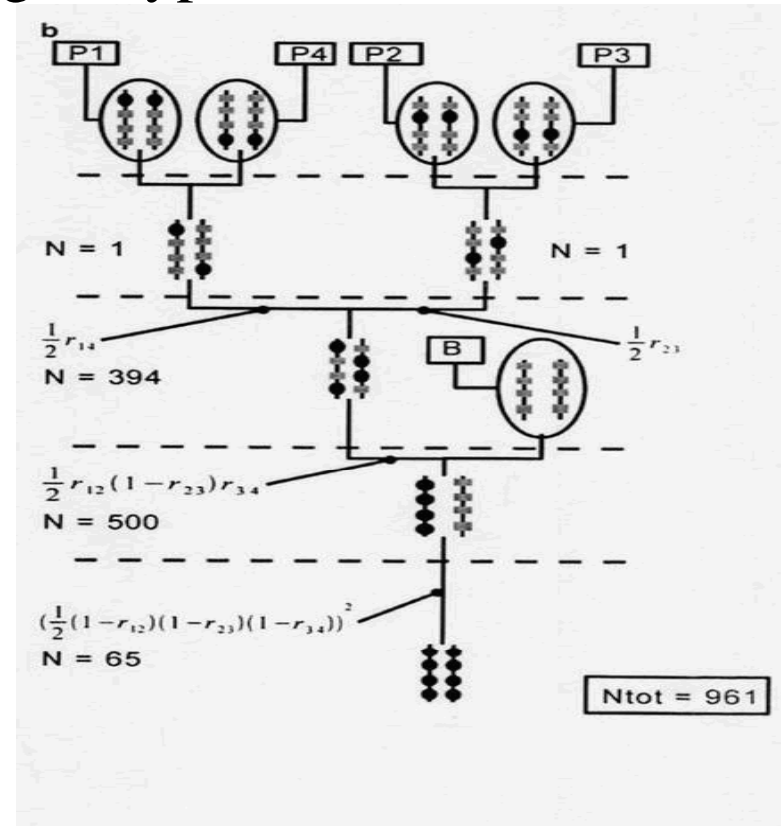 b
P1 P4 P2 P3
N = 1 N = 1
1/2 r₁₄ 1/2 r₂₃
B
N = 394
1/2 r₁₂(1−r₂₃)r₃₄
N = 500
(1/2(1−r₁₂)(1−r₂₃)(1−r₃₄))²
N = 65
Ntot = 961